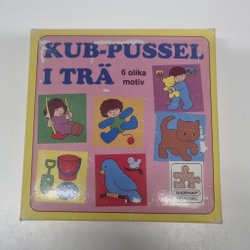 KUB-PUSSEL
I TRÄ
6 olika
motiv